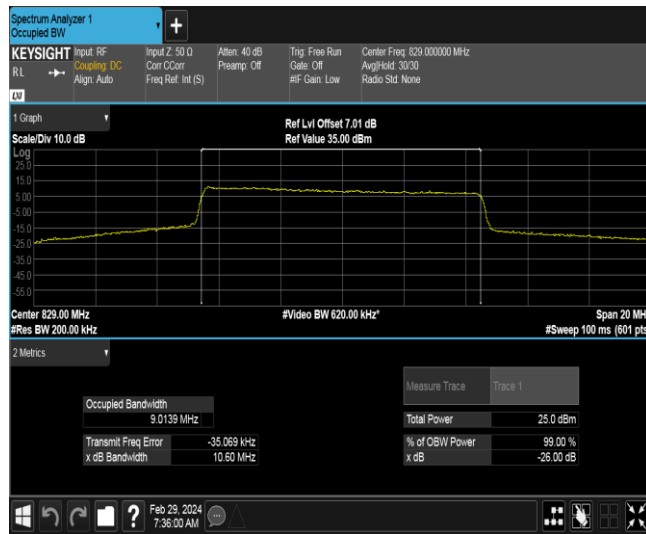 Spectrum Analyzer 1
Occupied BW
+
KEYSIGHT Input: RF Input Z: 50 Ω Atten: 40 dB Trig: Free Run Center Freq: 829.000000 MHz
RL Coupling: DC Corr CCorr Preamp: Off Gate: Off Avg|Hold: 30/30
Align: Auto Freq Ref: Int (S) #IF Gain: Low Radio Std: None
LXI
1 Graph
Ref Lvl Offset 7.01 dB
Scale/Div 10.0 dB Ref Value 35.00 dBm
Log
25.0
15.0
5.00
-5.00
-15.0
-25.0
-35.0
-45.0
-55.0
Center 829.00 MHz #Video BW 620.00 kHz* Span 20 MH
#Res BW 200.00 kHz #Sweep 100 ms (601 pts
2 Metrics
Measure Trace Trace 1
Occupied Bandwidth
9.0139 MHz Total Power 25.0 dBm
Transmit Freq Error -35.069 kHz % of OBW Power 99.00 %
x dB Bandwidth 10.60 MHz x dB -26.00 dB
? Feb 29, 2024
7:36:00 AM